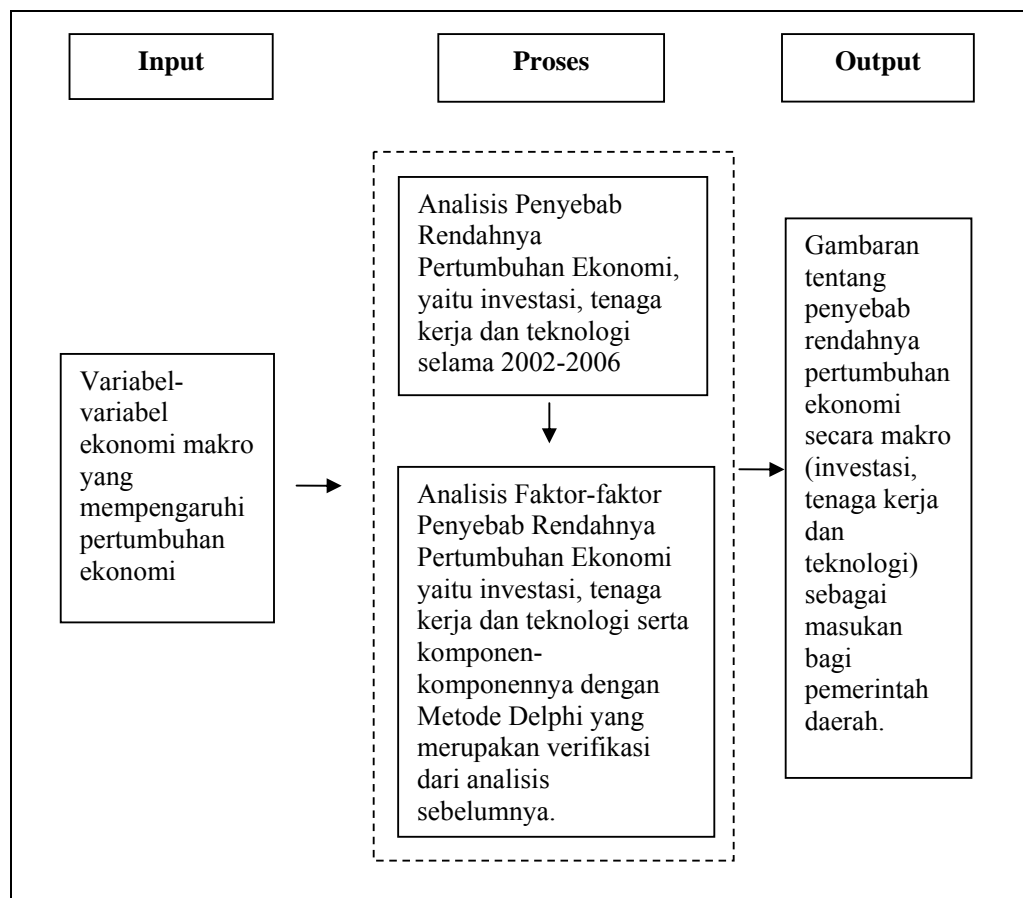 Input
Proses
Output
Variabel-
variabel
ekonomi makro
yang
mempengaruhi
pertumbuhan
ekonomi
Analisis Penyebab
Rendahnya
Pertumbuhan Ekonomi,
yaitu investasi, tenaga
kerja dan teknologi
selama 2002-2006
Analisis Faktor-faktor
Penyebab Rendahnya
Pertumbuhan Ekonomi
yaitu investasi, tenaga
kerja dan teknologi serta
komponen-
komponennya dengan
Metode Delphi yang
merupakan verifikasi
dari analisis
sebelumnya.
Gambaran
tentang
penyebab
rendahnya
pertumbuhan
ekonomi
secara makro
(investasi,
tenaga kerja
dan
teknologi)
sebagai
masukan
bagi
pemerintah
daerah.